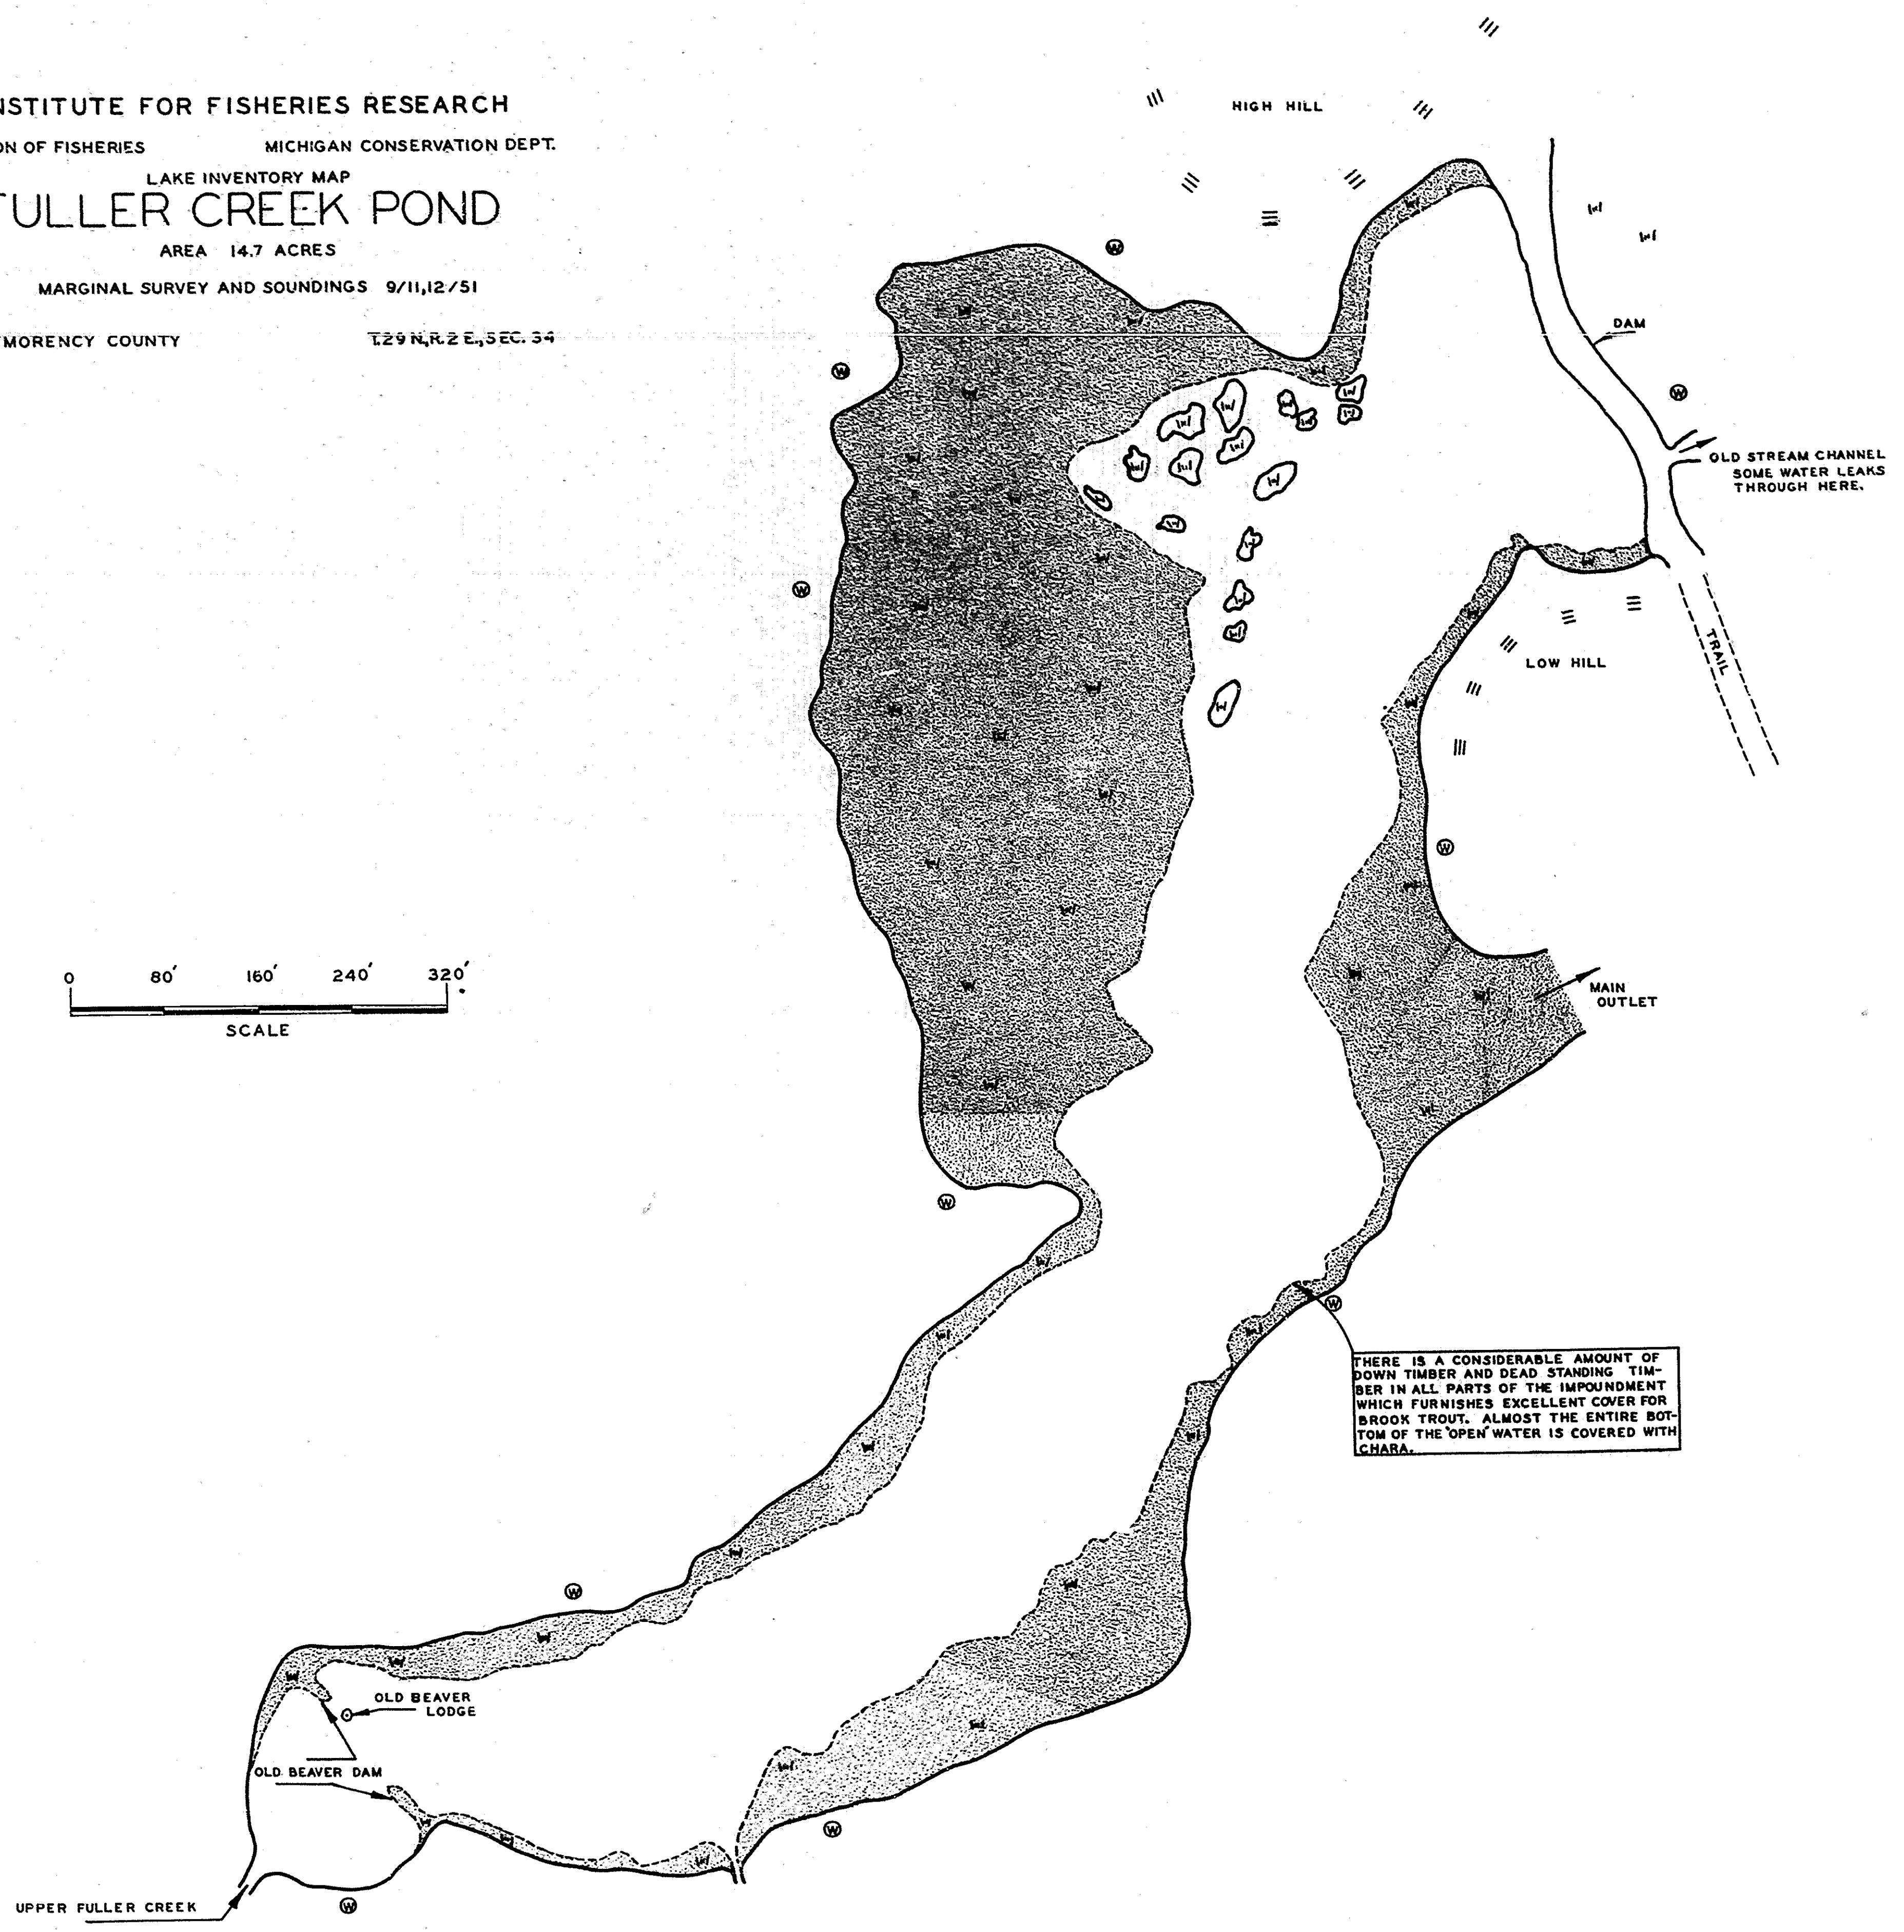 NSTITUTE FOR FISHERIES RESEARCH
ON OF FISHERIES MICHIGAN CONSERVATION DEPT.
LAKE INVENTORY MAP
FULLER CREEK POND
AREA 14.7 ACRES
MARGINAL SURVEY AND SOUNDINGS 9/11,12/51
MORENCY COUNTY T.29 N., R.2 E., SEC. 34
HIGH HILL
DAM
OLD STREAM CHANNEL
SOME WATER LEAKS
THROUGH HERE.
LOW HILL
TRAIL
0 80' 160' 240' 320'
SCALE
MAIN
OUTLET
THERE IS A CONSIDERABLE AMOUNT OF
DOWN TIMBER AND DEAD STANDING TIM-
BER IN ALL PARTS OF THE IMPOUNDMENT
WHICH FURNISHES EXCELLENT COVER FOR
BROOK TROUT. ALMOST THE ENTIRE BOT-
TOM OF THE "OPEN" WATER IS COVERED WITH
CHARA.
OLD BEAVER
LODGE
OLD BEAVER DAM
UPPER FULLER CREEK
W
W
W
W
W
W
W
W
W
W